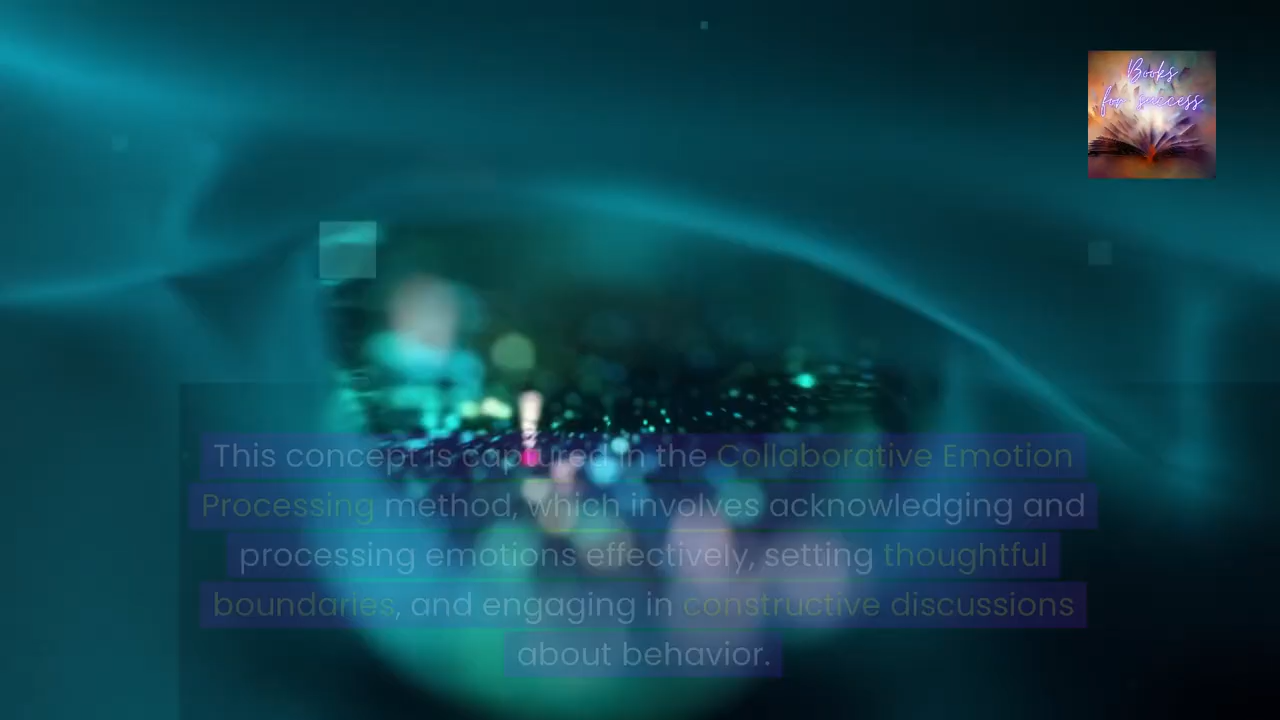 Books
for success
This concept is captured in the Collaborative Emotion
Processing method, which involves acknowledging and
processing emotions effectively, setting thoughtful
boundaries, and engaging in constructive discussions
about behavior.